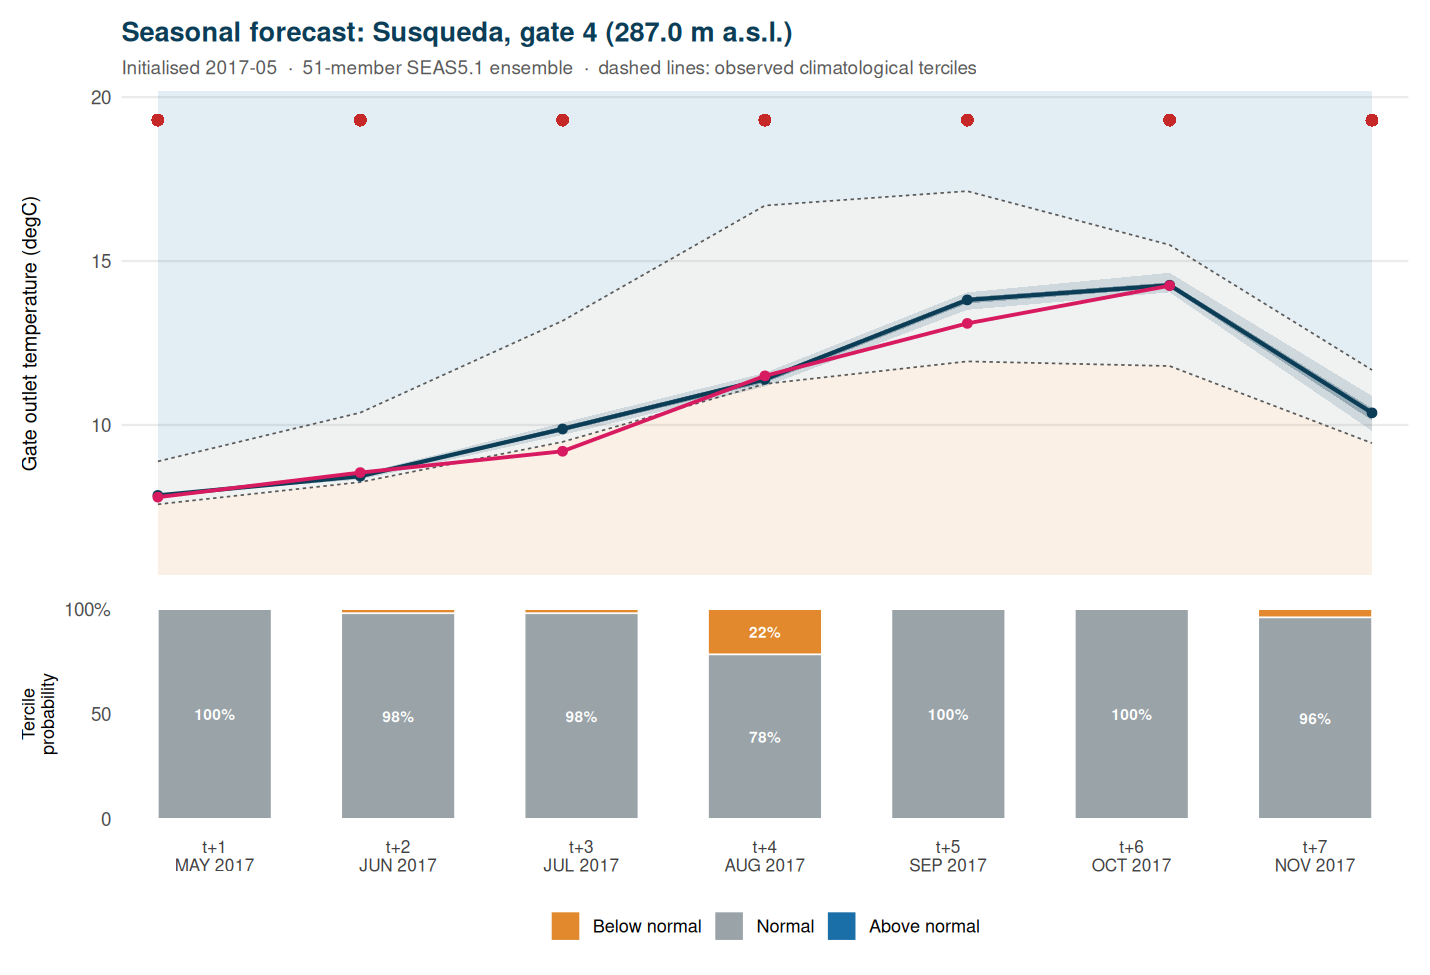 Seasonal forecast: Susqueda, gate 4 (287.0 m a.s.l.)
Initialised 2017-05 · 51-member SEAS5.1 ensemble · dashed lines: observed climatological terciles
Gate outlet temperature (degC)
20
15
10
Tercile
probability
100%
50
0
100%
98%
98%
22%
78%
100%
100%
96%
t+1
MAY 2017
t+2
JUN 2017
t+3
JUL 2017
t+4
AUG 2017
t+5
SEP 2017
t+6
OCT 2017
t+7
NOV 2017
Below normal
Normal
Above normal